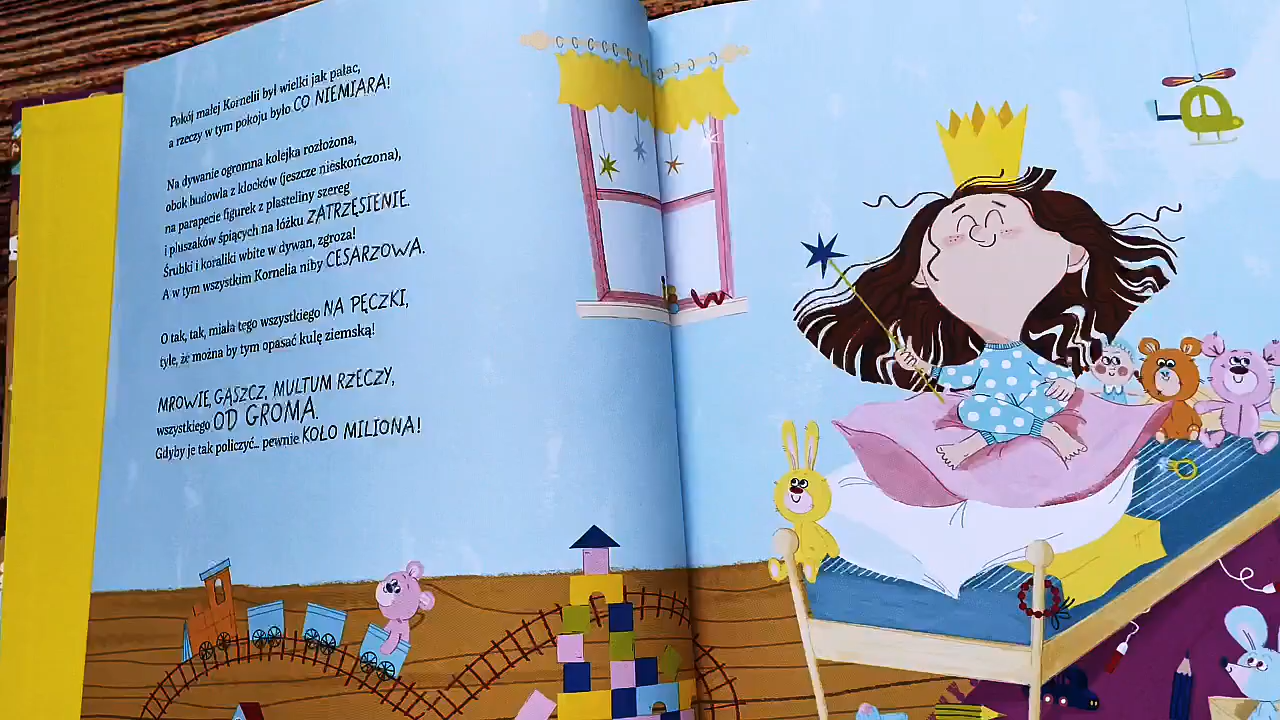 Pokój małej Kornelii był wielki jak pałac,
a rzeczy w tym pokoju było CO NIEMIARA!
Na dywanie ogromna kolejka rozłożona,
obok budowla z klocków (jeszcze nieskończona),
na parapecie figurek z plasteliny szereg
i pluszaków śpiących na łóżku ZATRZĘSIENIE.
Śrubki i koraliki wbite w dywan, zgroza!
A w tym wszystkim Kornelia niby CESARZOWA.
O tak, tak, miała tego wszystkiego NA PĘCZKI,
tyle, że można by tym opasać kulę ziemską!
MROWIE, GĄSZCZ, MULTUM RZECZY,
wszystkiego OD GROMA.
Gdyby je tak policzyć... pewnie KOŁO MILIONA!